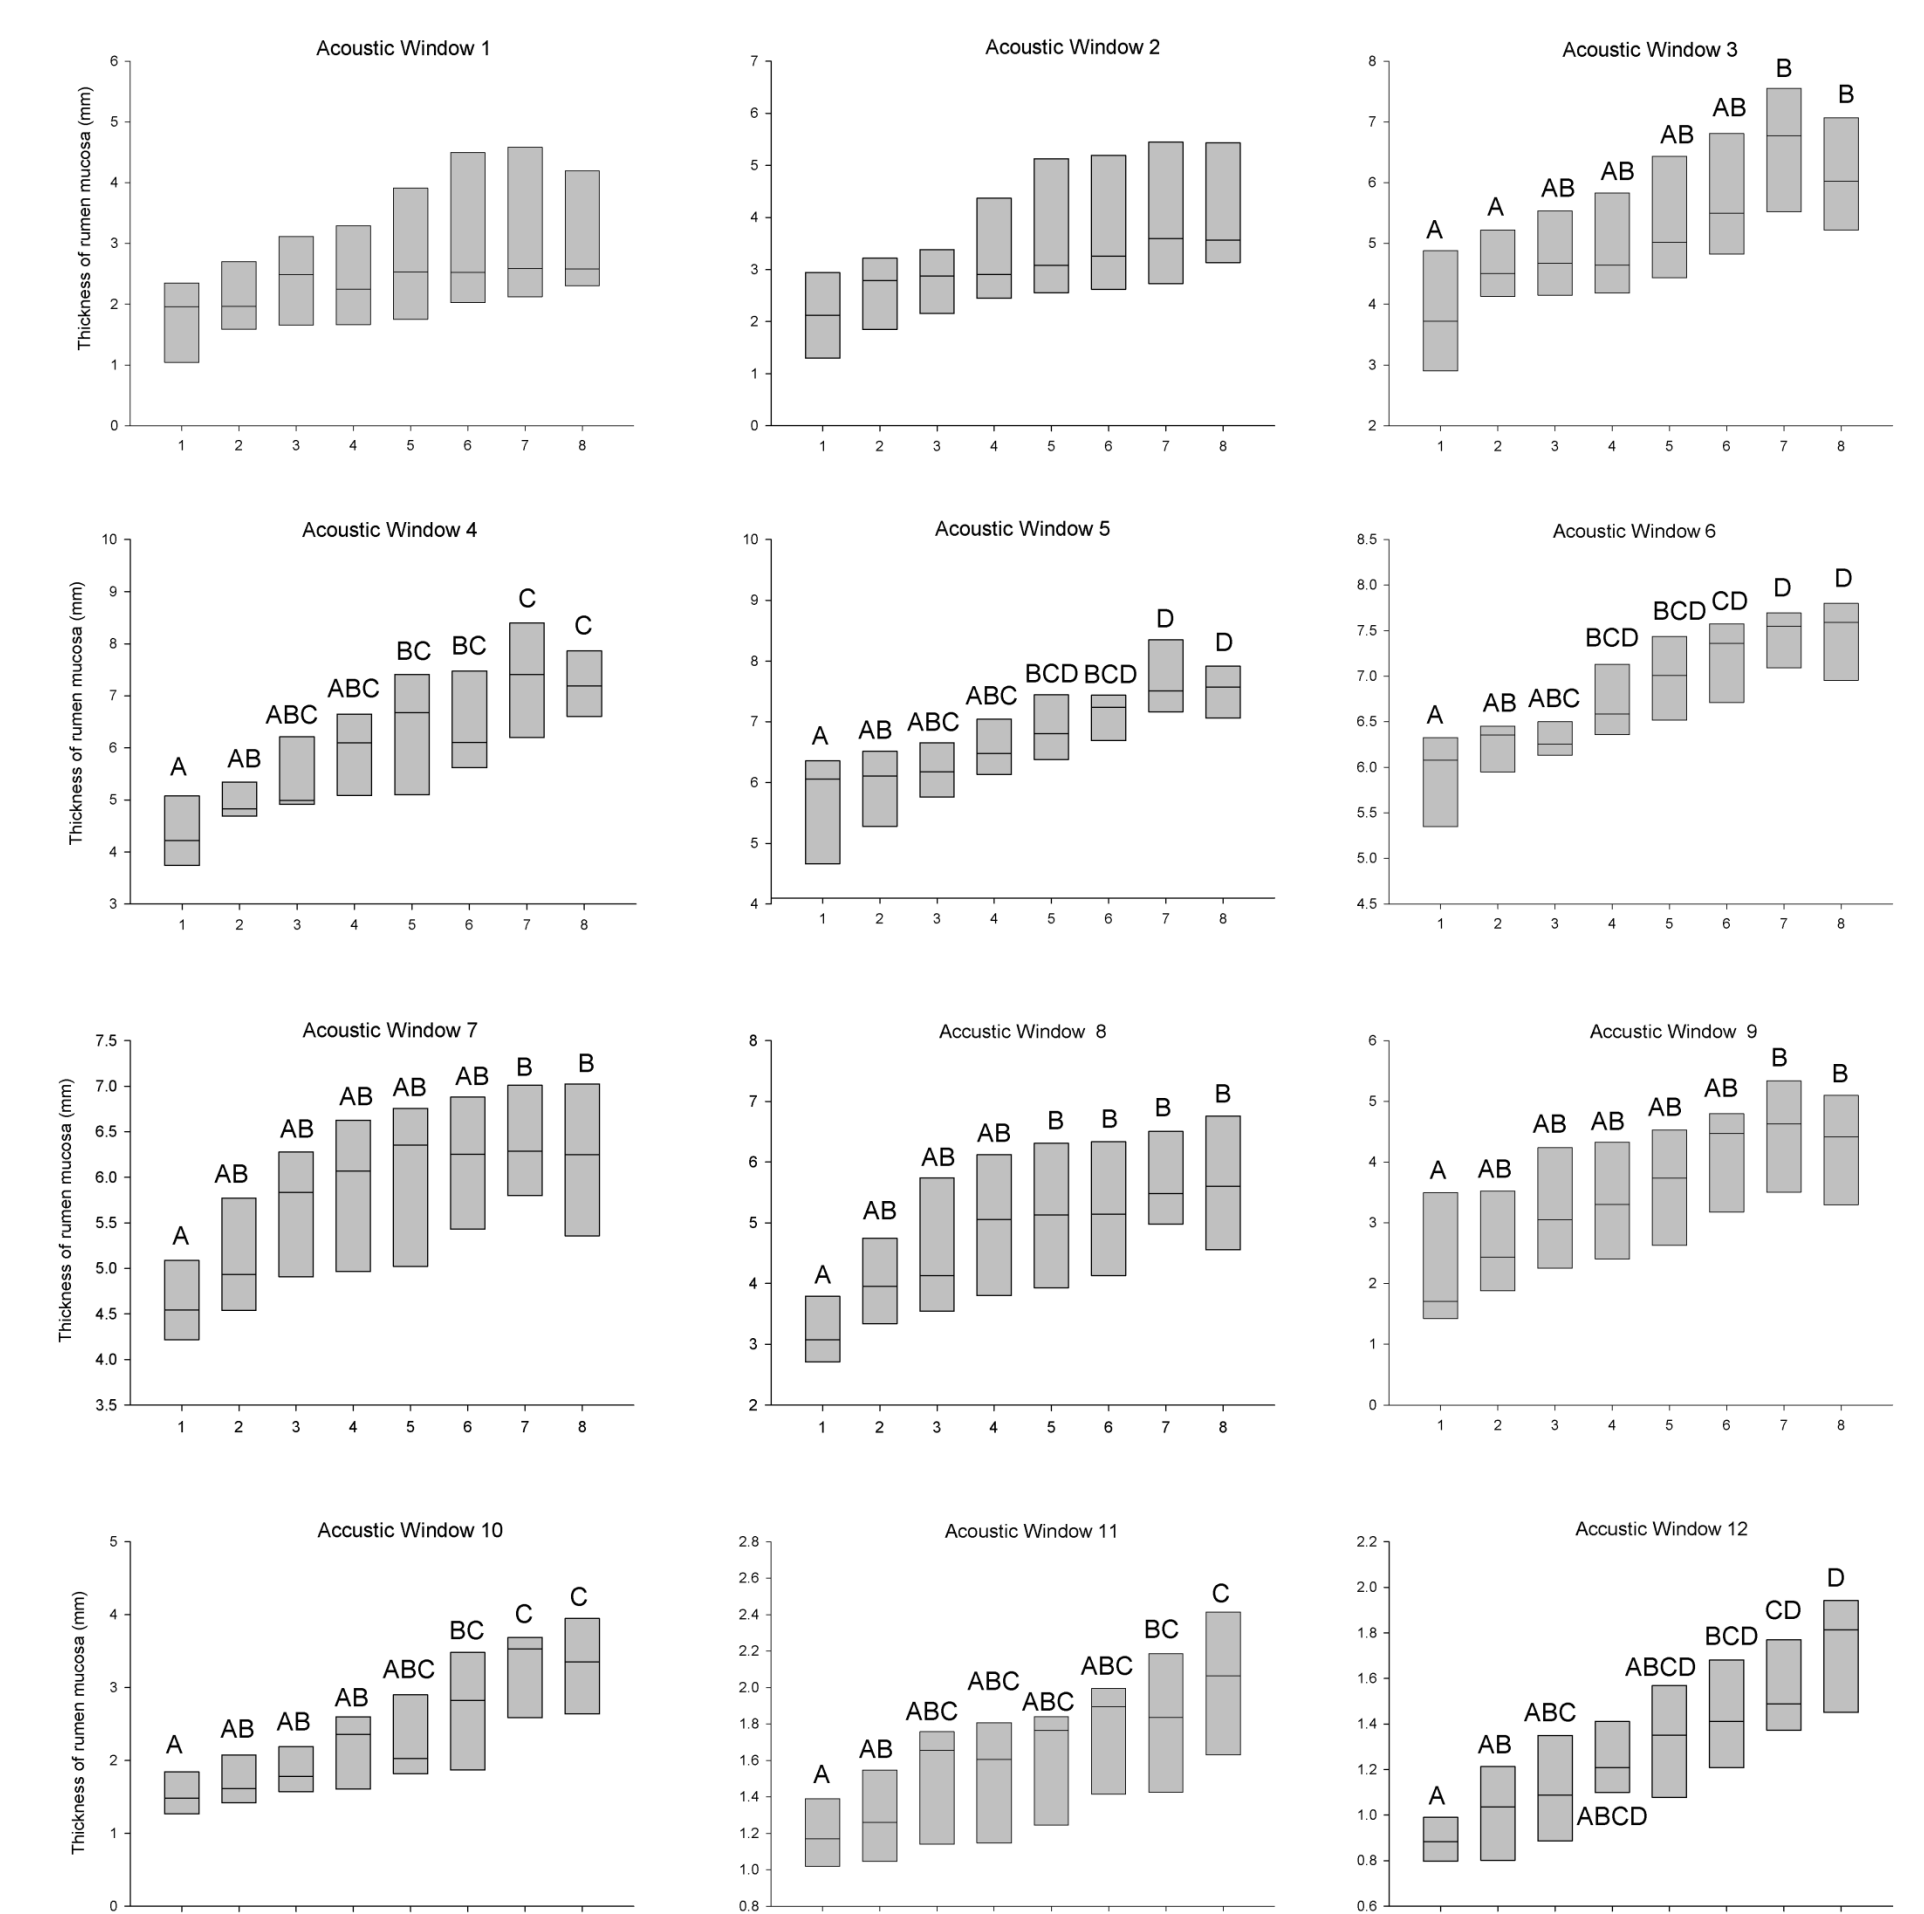 Acoustic Window 1
Thickness of rumen mucosa (mm)
6
5
4
3
2
1
0
1 2 3 4 5 6 7 8
Acoustic Window 2
7
6
5
4
3
2
1
0
1 2 3 4 5 6 7 8
Acoustic Window 3
8
7
6
5
4
3
2
A A AB AB AB AB B B
1 2 3 4 5 6 7 8
Acoustic Window 4
Thickness of rumen mucosa (mm)
10
9
8
7
6
5
4
3
A AB ABC ABC BC BC C C
1 2 3 4 5 6 7 8
Acoustic Window 5
10
9
8
7
6
5
4
A AB ABC ABC BCD BCD D D
1 2 3 4 5 6 7 8
Acoustic Window 6
8.5
8.0
7.5
7.0
6.5
6.0
5.5
5.0
4.5
A AB ABC BCD BCD CD D D
1 2 3 4 5 6 7 8
Acoustic Window 7
Thickness of rumen mucosa (mm)
7.5
7.0
6.5
6.0
5.5
5.0
4.5
4.0
3.5
A AB AB AB AB AB B B
1 2 3 4 5 6 7 8
Accustic Window 8
8
7
6
5
4
3
2
A AB AB AB B B B B
1 2 3 4 5 6 7 8
Accustic Window 9
6
5
4
3
2
1
0
A AB AB AB AB AB B B
1 2 3 4 5 6 7 8
Accustic Window 10
Thickness of rumen mucosa (mm)
5
4
3
2
1
0
A AB AB AB ABC BC C C
Acoustic Window 11
2.8
2.6
2.4
2.2
2.0
1.8
1.6
1.4
1.2
1.0
0.8
A AB ABC ABC ABC ABC BC C
Accustic Window 12
2.2
2.0
1.8
1.6
1.4
1.2
1.0
0.8
0.6
A AB ABC ABCD ABCD BCD CD D